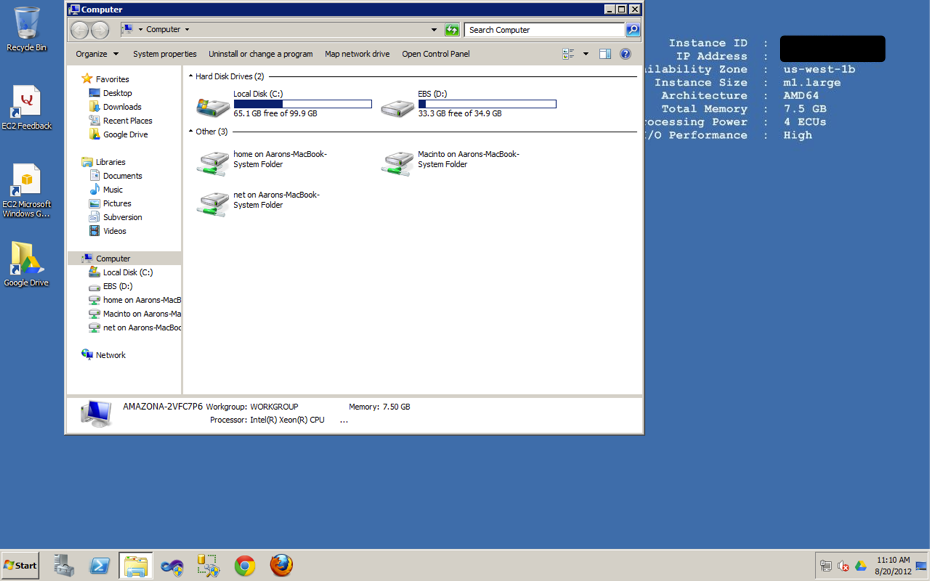 Recycle Bin
EC2 Feedback
EC2 Microsoft
Windows G...
Google Drive
Computer
Computer
Search Computer
Organize
System properties
Uninstall or change a program
Map network drive
Open Control Panel
Favorites
Desktop
Downloads
Recent Places
Google Drive
Libraries
Documents
Music
Pictures
Subversion
Videos
Computer
Local Disk (C:)
EBS (D:)
home on Aarons-MacB
Macinto on Aarons-Ma
net on Aarons-MacBoo
Network
Hard Disk Drives (2)
Local Disk (C:)
65.1 GB free of 99.9 GB
EBS (D:)
33.3 GB free of 34.9 GB
Other (3)
home on Aarons-MacBook-
System Folder
Macinto on Aarons-MacBook-
System Folder
net on Aarons-MacBook-
System Folder
AMAZONA-2VFC7P6 Workgroup: WORKGROUP Memory: 7.50 GB
Processor: Intel(R) Xeon(R) CPU ...
Instance ID :
IP Address :
ilability Zone : us-west-1b
Instance Size : m1.large
Architecture : AMD64
Total Memory : 7.5 GB
rocessing Power : 4 ECUs
/O Performance : High
Start
11:10 AM
8/20/2012